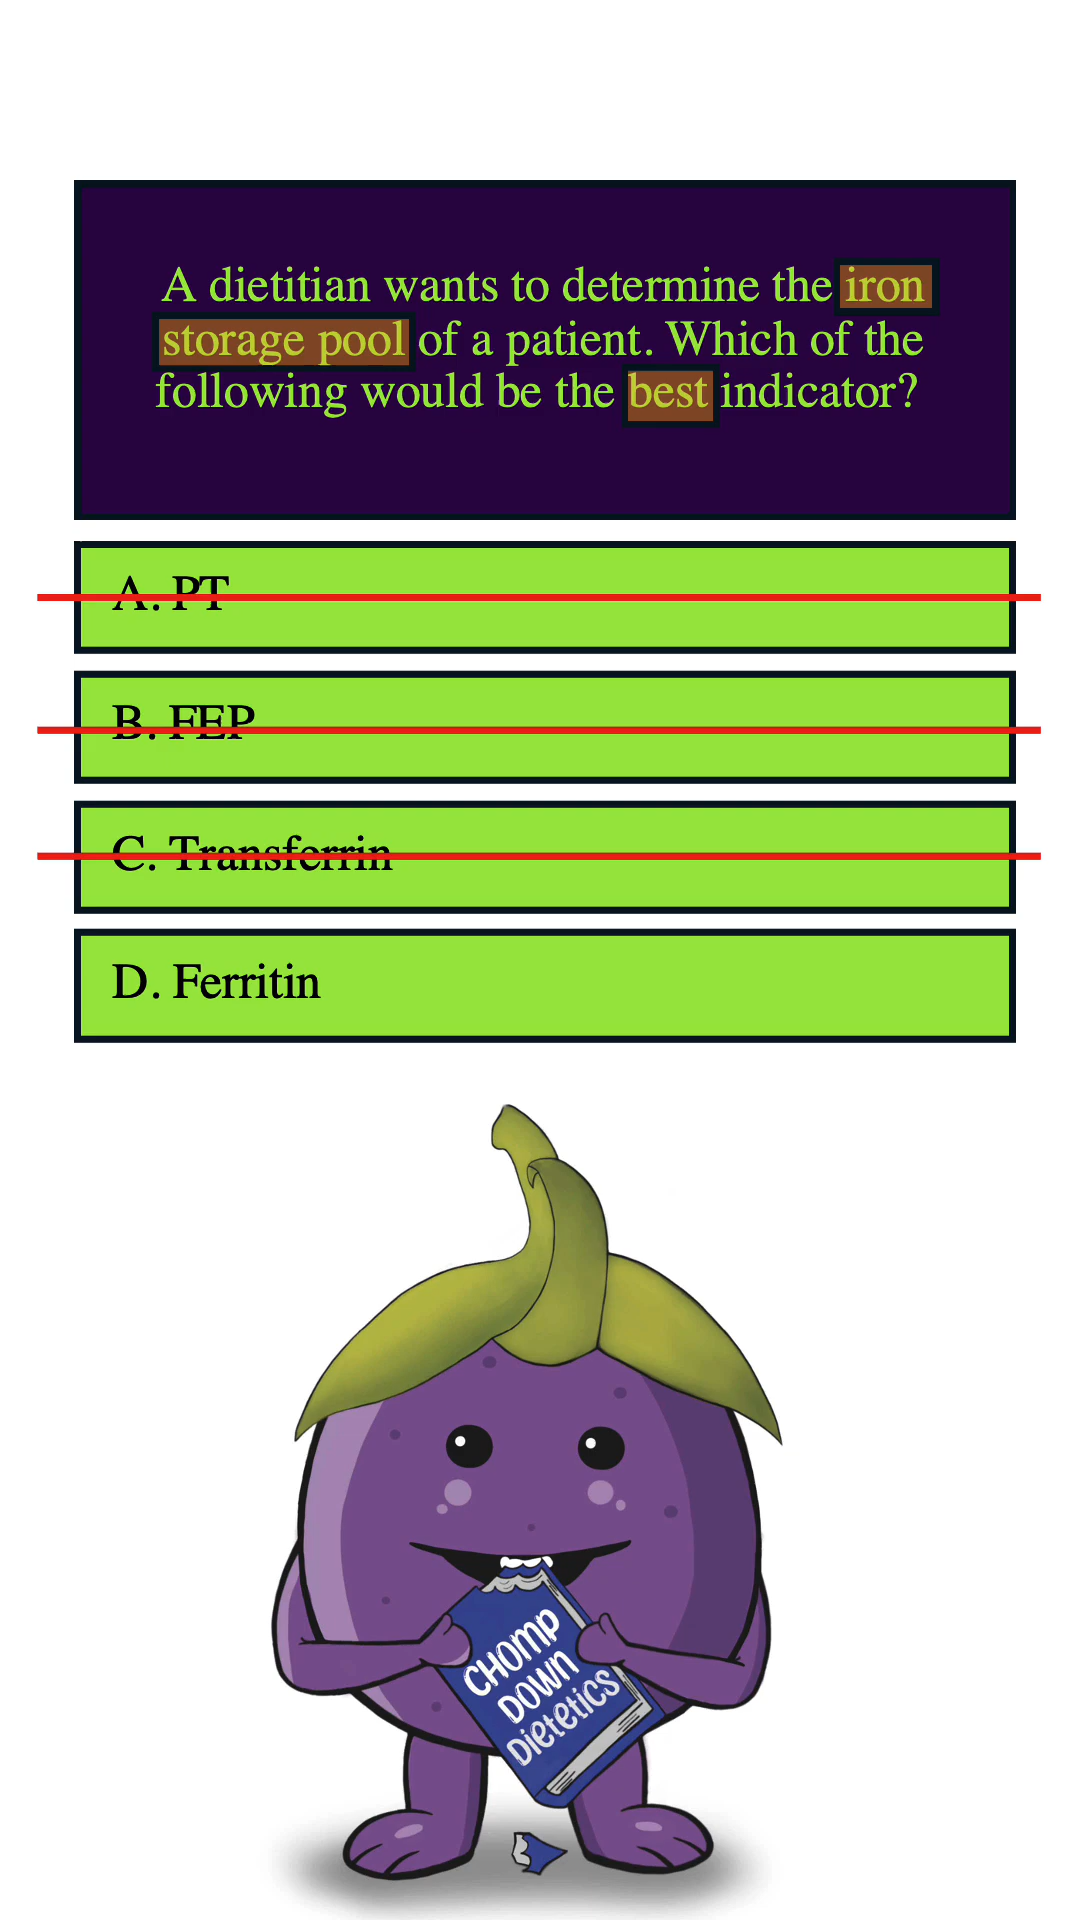 A dietitian wants to determine the iron
storage pool of a patient. Which of the
following would be the best indicator?
A. PT
B. FEP
C. Transferrin
D. Ferritin
CHOMP
DOWN
Dietetics